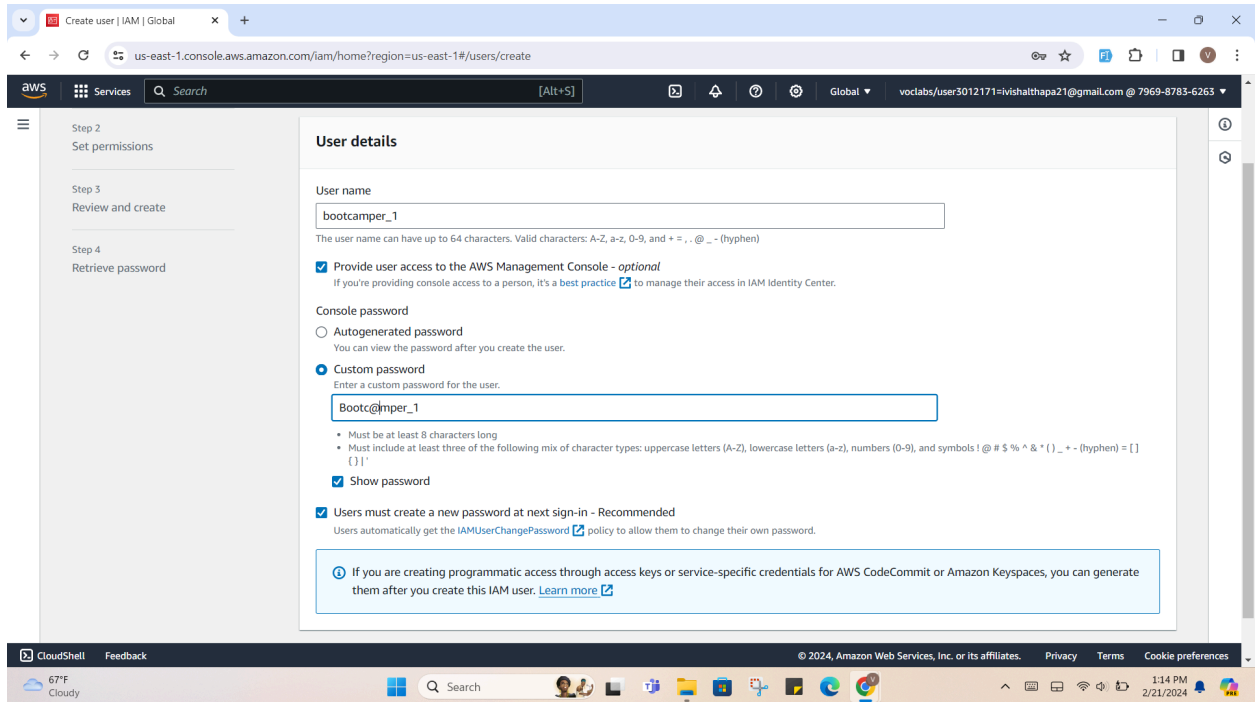 Create user | IAM | Global
us-east-1.console.aws.amazon.com/iam/home?region=us-east-1#/users/create
V
aws
Services
Search
[Alt+S]
Global
voclabs/user3012171=ivishalthapa21@gmail.com @ 7969-8783-6263
Step 2
Set permissions
Step 3
Review and create
Step 4
Retrieve password
User details
User name
bootcamper_1
The user name can have up to 64 characters. Valid characters: A-Z, a-z, 0-9, and + = , . @ _ - (hyphen)
Provide user access to the AWS Management Console - optional
If you're providing console access to a person, it's a best practice to manage their access in IAM Identity Center.
Console password
Autogenerated password
You can view the password after you create the user.
Custom password
Enter a custom password for the user.
Bootc@mper_1
• Must be at least 8 characters long
• Must include at least three of the following mix of character types: uppercase letters (A-Z), lowercase letters (a-z), numbers (0-9), and symbols ! @ # $ % ^ & * ( ) _ + - (hyphen) = [ ]
{ } | '
Show password
Users must create a new password at next sign-in - Recommended
Users automatically get the IAMUserChangePassword policy to allow them to change their own password.
If you are creating programmatic access through access keys or service-specific credentials for AWS CodeCommit or Amazon Keyspaces, you can generate
them after you create this IAM user. Learn more
CloudShell
Feedback
© 2024, Amazon Web Services, Inc. or its affiliates.
Privacy
Terms
Cookie preferences
67°F
Cloudy
Search
1:14 PM
2/21/2024
PRE